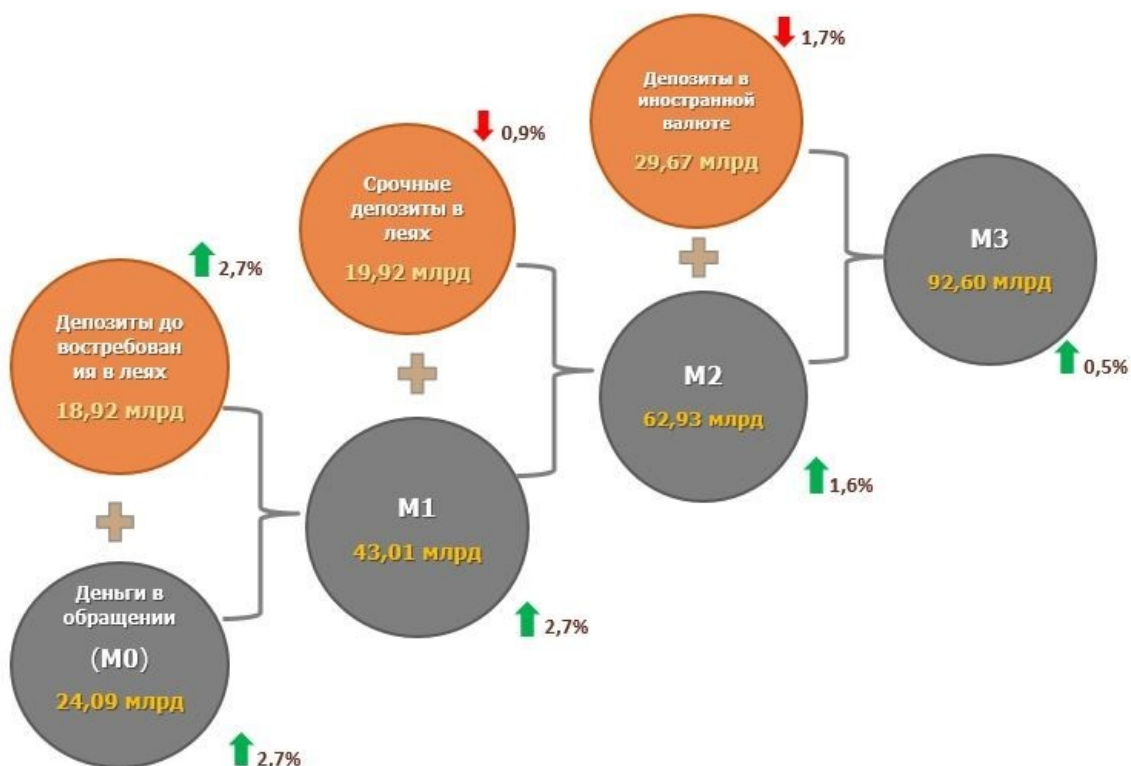 1,7%
Депозиты в
иностранной
валюте
29,67 млрд
0,9%
Срочные
депозиты в
леях
19,92 млрд
M3
92,60 млрд
0,5%
2,7%
Депозиты до
востребован
ия в леях
18,92 млрд
M2
62,93 млрд
1,6%
M1
43,01 млрд
2,7%
Деньги в
обращении
(M0)
24,09 млрд
2,7%